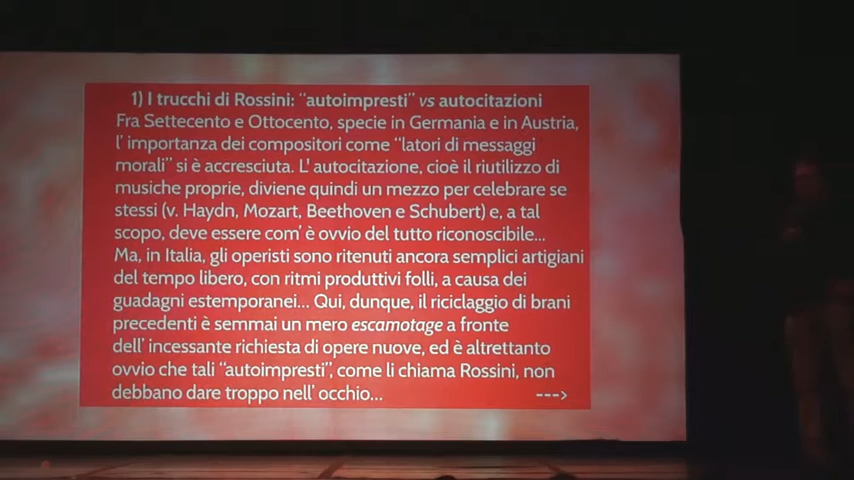 1) I trucchi di Rossini: “autoimpresti” vs autocitazioni
Fra Settecento e Ottocento, specie in Germania e in Austria,
l’ importanza dei compositori come “latori di messaggi
morali” si è accresciuta. L' autocitazione, cioè il riutilizzo di
musiche proprie, diviene quindi un mezzo per celebrare se
stessi (v. Haydn, Mozart, Beethoven e Schubert) e, a tal
scopo, deve essere com’ è ovvio del tutto riconoscibile...
Ma, in Italia, gli operisti sono ritenuti ancora semplici artigiani
del tempo libero, con ritmi produttivi folli, a causa dei
guadagni estemporanei... Qui, dunque, il riciclaggio di brani
precedenti è semmai un mero escamotage a fronte
dell’ incessante richiesta di opere nuove, ed è altrettanto
ovvio che tali “autoimpresti”, come li chiama Rossini, non
debbano dare troppo nell’ occhio... --->